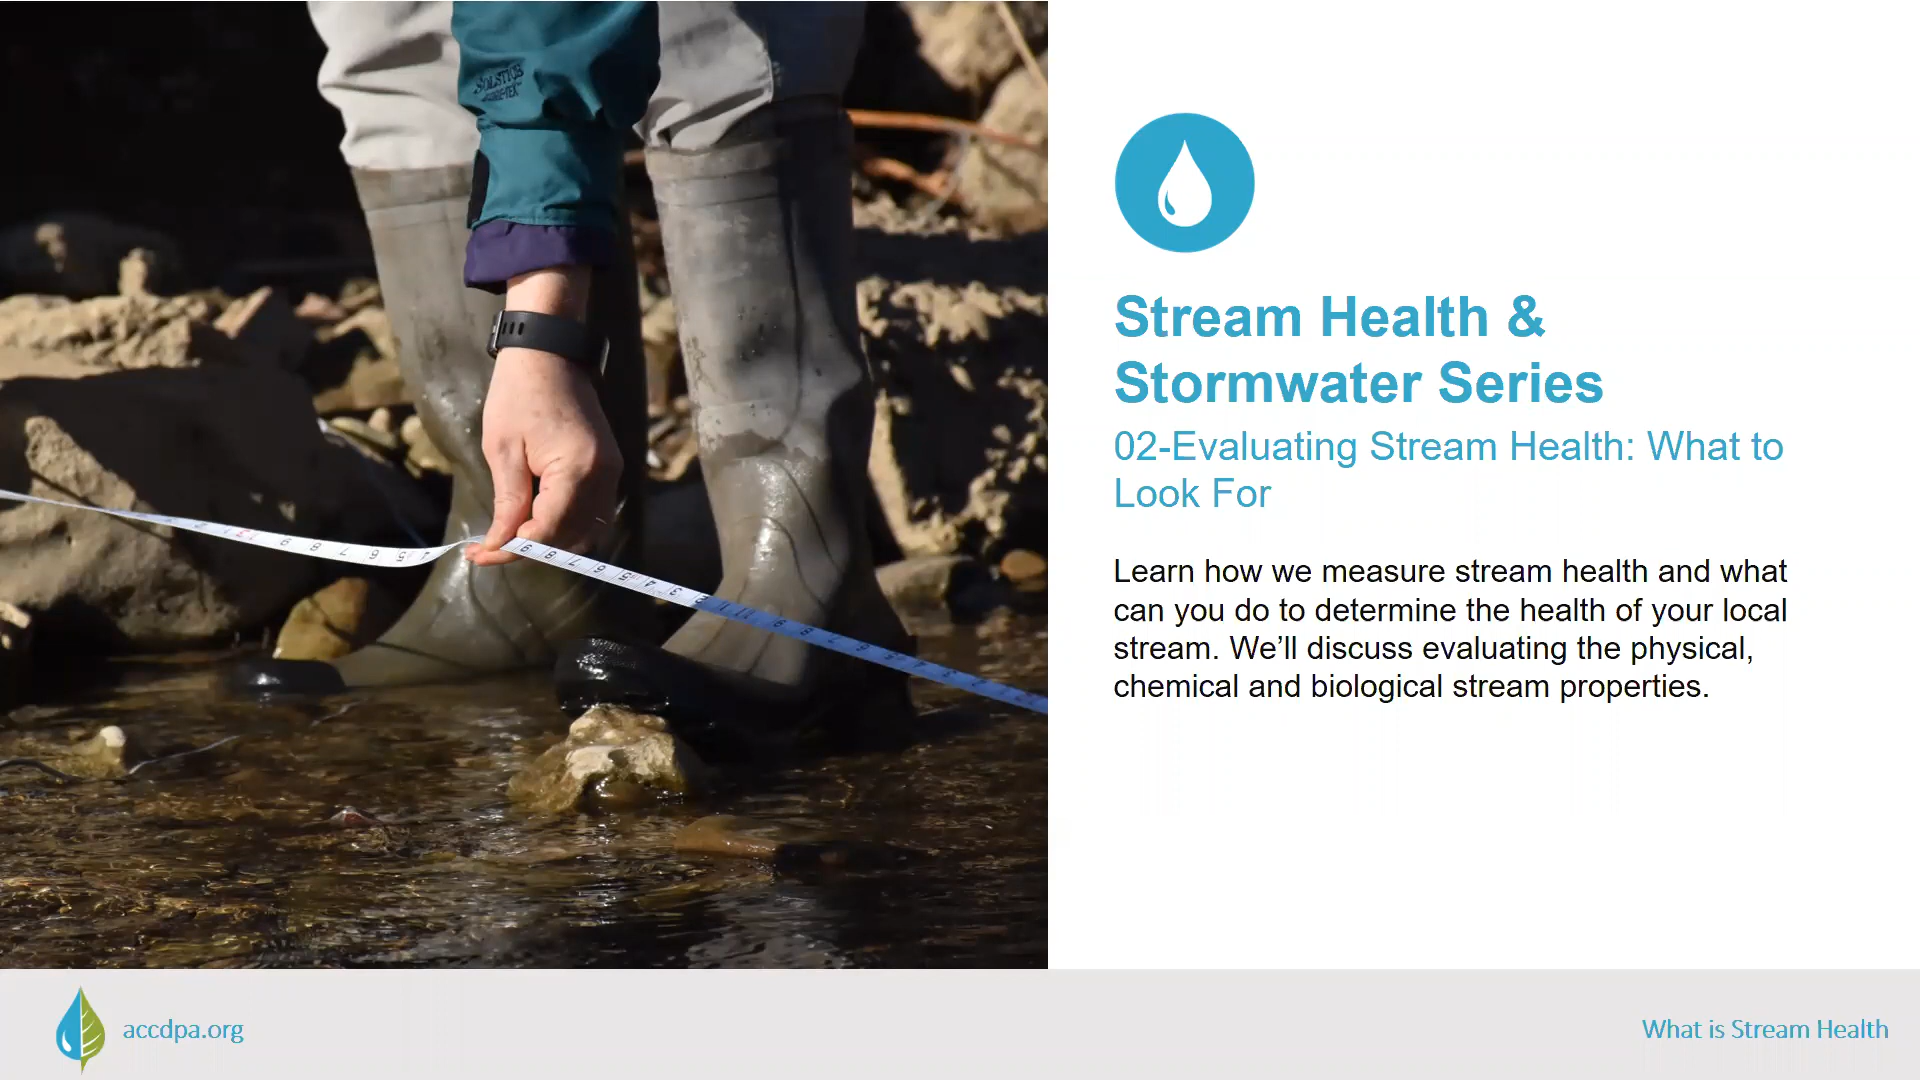 SOLSTICE
Stream Health &
Stormwater Series
02-Evaluating Stream Health: What to
Look For
Learn how we measure stream health and what
can you do to determine the health of your local
stream. We’ll discuss evaluating the physical,
chemical and biological stream properties.
accdpa.org
What is Stream Health